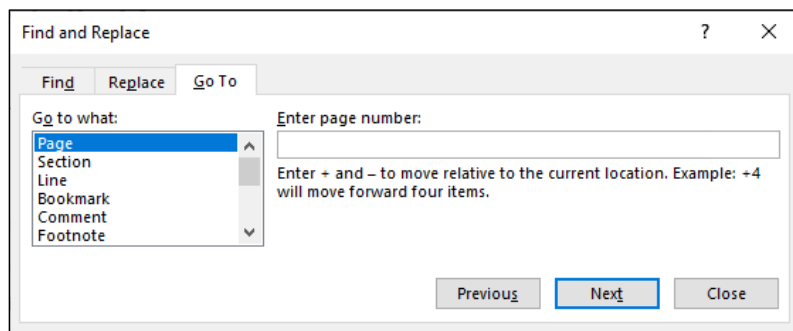 Find and Replace ?
Find Replace Go To
Go to what:
Page
Section
Line
Bookmark
Comment
Footnote
Enter page number:
Enter + and – to move relative to the current location. Example: +4
will move forward four items.
Previous Next Close